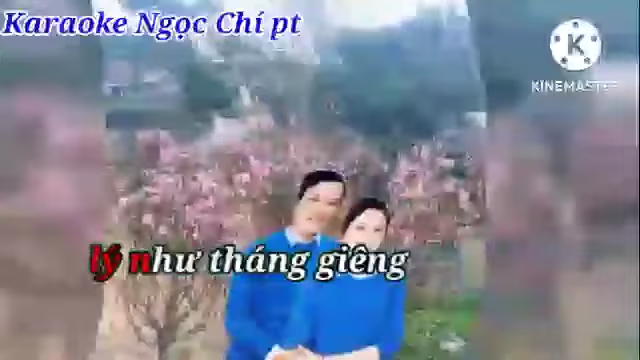 Karaoke Ngọc Chí pt
K
KINEMASTER
lý như tháng giêng